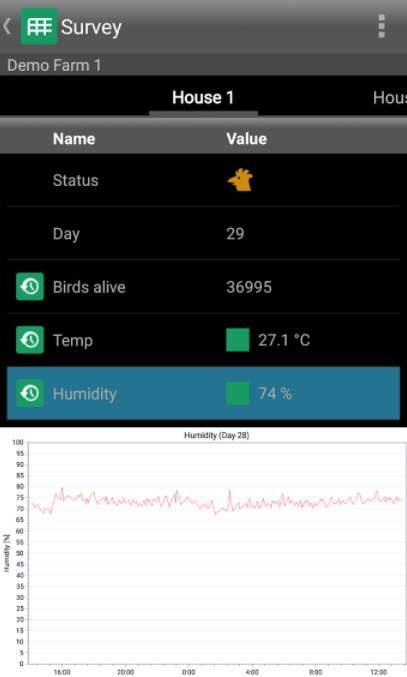 Survey
Demo Farm 1
House 1 Hous
Name Value
Status
Day 29
Birds alive 36995
Temp 27.1 °C
Humidity 74 %
Humidity (Day 28)
100
95
90
85
80
75
70
65
60
55
50
45
40
35
30
25
20
15
10
5
0
Humidity [%]
16:00 20:00 0:00 4:00 8:00 12:00